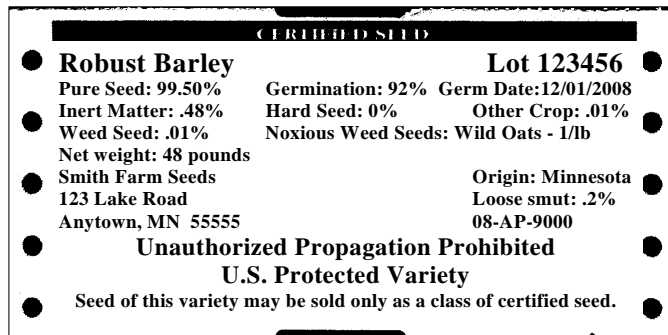 CERTIFIED SEED
Robust Barley Lot 123456
Pure Seed: 99.50% Germination: 92% Germ Date:12/01/2008
Inert Matter: .48% Hard Seed: 0% Other Crop: .01%
Weed Seed: .01% Noxious Weed Seeds: Wild Oats - 1/lb
Net weight: 48 pounds
Smith Farm Seeds Origin: Minnesota
123 Lake Road Loose smut: .2%
Anytown, MN 55555 08-AP-9000
Unauthorized Propagation Prohibited
U.S. Protected Variety
Seed of this variety may be sold only as a class of certified seed.